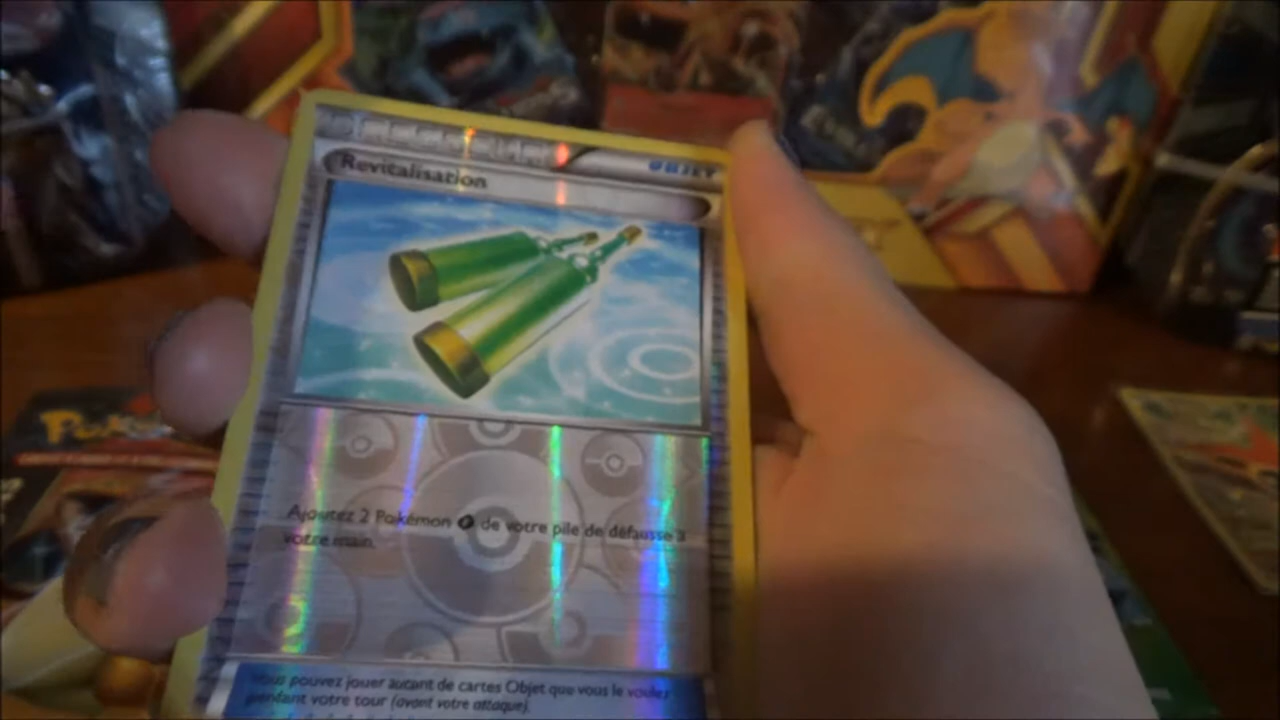 OBJET
Revitalisation
Ajoutez 2 Pokémon de votre pile de défausse à
votre main.
Vous pouvez jouer autant de cartes Objet que vous le voulez
pendant votre tour (avant votre attaque).